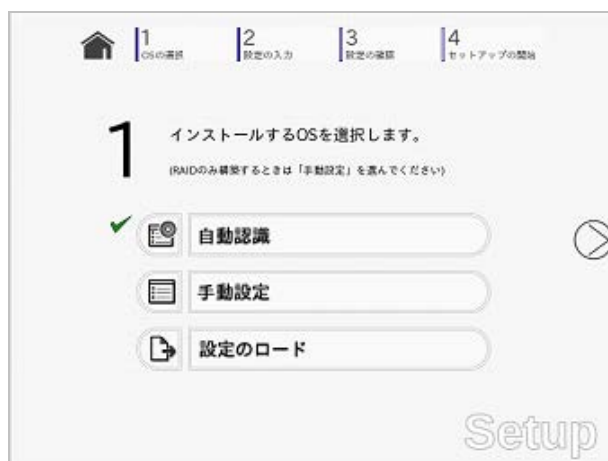 1
OSの選択
2
設定の入力
3
設定の確認
4
セットアップの開始
1
インストールするOSを選択します。
(RAIDのみ構築するときは「手動設定」を選んでください)
自動認識
手動設定
設定のロード
Setup